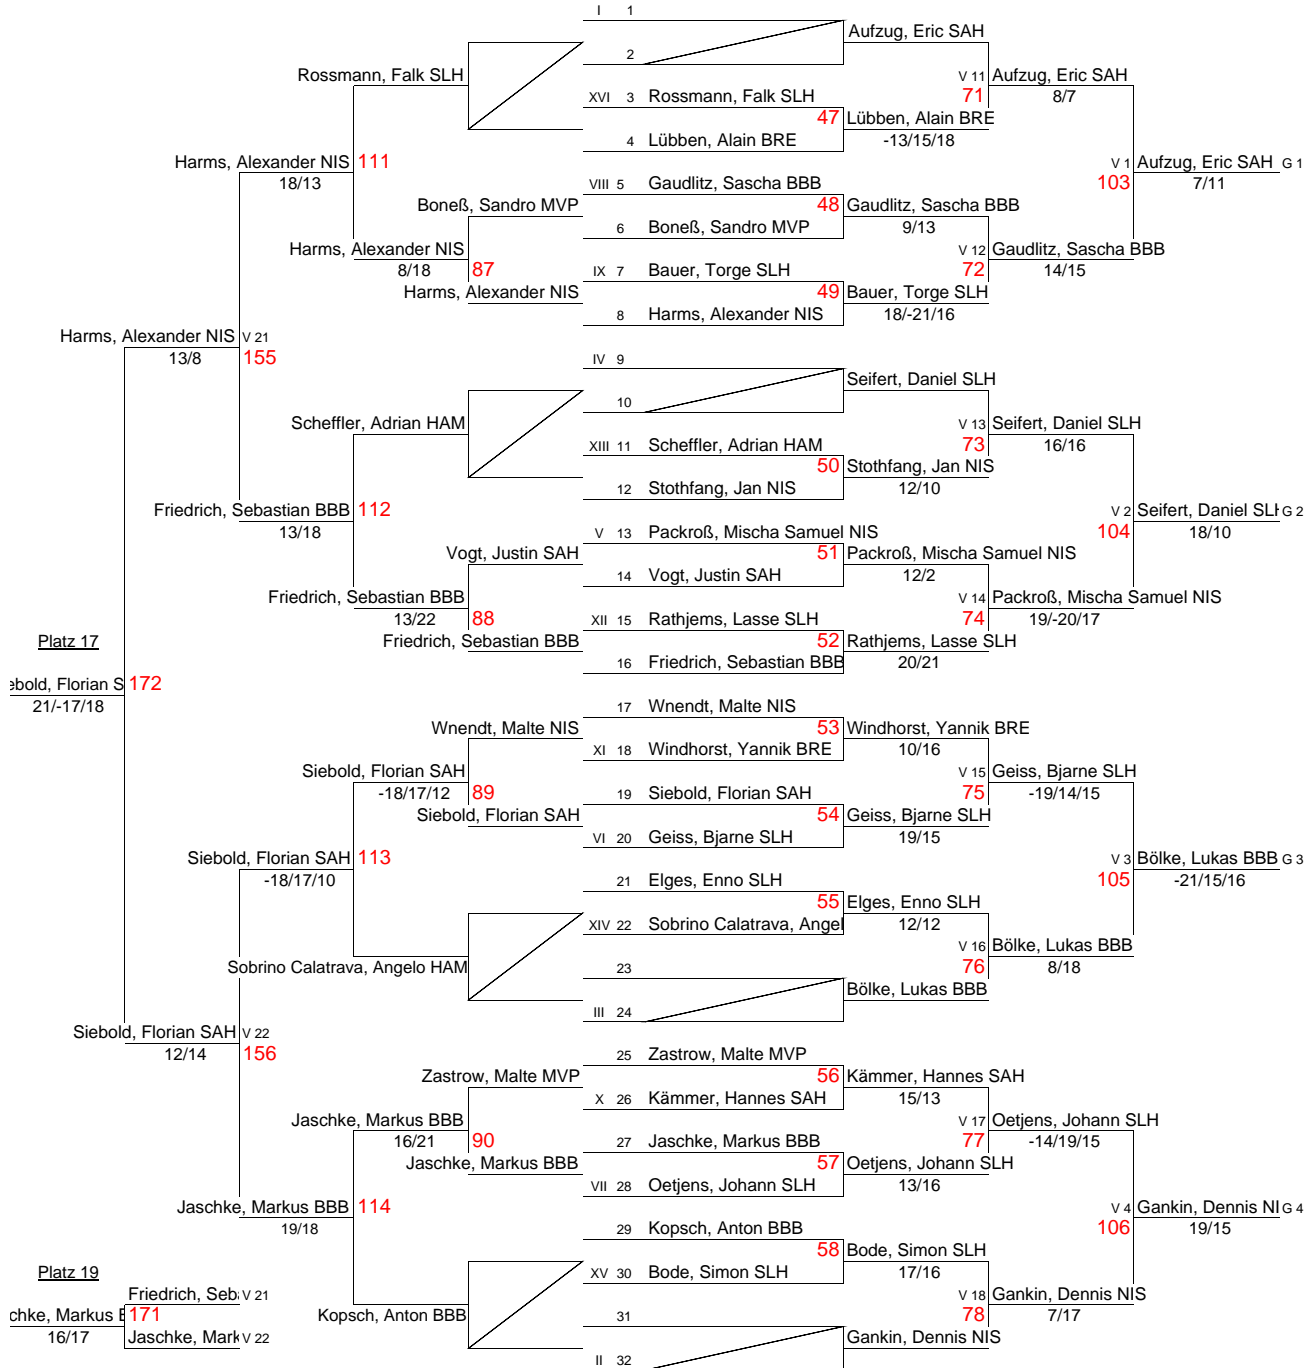 I 1
Aufzug, Eric SAH
2
Rossmann, Falk SLH
V 11 Aufzug, Eric SAH
XVI 3 Rossmann, Falk SLH
71 8/7
47 Lübben, Alain BRE
4 Lübben, Alain BRE
-13/15/18
Harms, Alexander NIS 111
V 1 Aufzug, Eric SAH G 1
18/13
VIII 5 Gaudlitz, Sascha BBB
103 7/11
Boneß, Sandro MVP
48 Gaudlitz, Sascha BBB
6 Boneß, Sandro MVP
9/13
Harms, Alexander NIS
V 12 Gaudlitz, Sascha BBB
8/18 87
IX 7 Bauer, Torge SLH
72 14/15
Harms, Alexander NIS
49 Bauer, Torge SLH
8 Harms, Alexander NIS
18/-21/16
Harms, Alexander NIS V 21
13/8 155
IV 9
Seifert, Daniel SLH
10
Scheffler, Adrian HAM
V 13 Seifert, Daniel SLH
XIII 11 Scheffler, Adrian HAM
73 16/16
50 Stothfang, Jan NIS
12 Stothfang, Jan NIS
12/10
Friedrich, Sebastian BBB 112
V 2 Seifert, Daniel SLH G 2
13/18
V 13 Packroß, Mischa Samuel NIS
104 18/10
Vogt, Justin SAH
51 Packroß, Mischa Samuel NIS
14 Vogt, Justin SAH
12/2
Friedrich, Sebastian BBB
V 14 Packroß, Mischa Samuel NIS
13/22 88
XII 15 Rathjems, Lasse SLH
74 19/-20/17
Platz 17
Friedrich, Sebastian BBB
52 Rathjems, Lasse SLH
16 Friedrich, Sebastian BBB
20/21
ebold, Florian S 172
21/-17/18
17 Wnendt, Malte NIS
Wnendt, Malte NIS
53 Windhorst, Yannik BRE
XI 18 Windhorst, Yannik BRE
10/16
Siebold, Florian SAH
V 15 Geiss, Bjarne SLH
-18/17/12 89
19 Siebold, Florian SAH
75 -19/14/15
Siebold, Florian SAH
54 Geiss, Bjarne SLH
VI 20 Geiss, Bjarne SLH
19/15
Siebold, Florian SAH 113
V 3 Bölke, Lukas BBB G 3
-18/17/10
21 Elges, Enno SLH
105 -21/15/16
55 Elges, Enno SLH
XIV 22 Sobrino Calatrava, Angel
12/12
V 16 Bölke, Lukas BBB
Sobrino Calatrava, Angelo HAM
23
76 8/18
Bölke, Lukas BBB
III 24
Siebold, Florian SAH V 22
12/14 156
25 Zastrow, Malte MVP
Zastrow, Malte MVP
56 Kämmer, Hannes SAH
X 26 Kämmer, Hannes SAH
15/13
Jaschke, Markus BBB
V 17 Oetjens, Johann SLH
16/21 90
27 Jaschke, Markus BBB
77 -14/19/15
Jaschke, Markus BBB
57 Oetjens, Johann SLH
VII 28 Oetjens, Johann SLH
13/16
Jaschke, Markus BBB 114
V 4 Gankin, Dennis NI G 4
19/18
29 Kopsch, Anton BBB
106 19/15
58 Bode, Simon SLH
Platz 19
XV 30 Bode, Simon SLH
17/16
Friedrich, Seb V 21
V 18 Gankin, Dennis NIS
chke, Markus B 171
Kopsch, Anton BBB
31
78 7/17
16/17
Jaschke, Mark V 22
Gankin, Dennis NIS
II 32